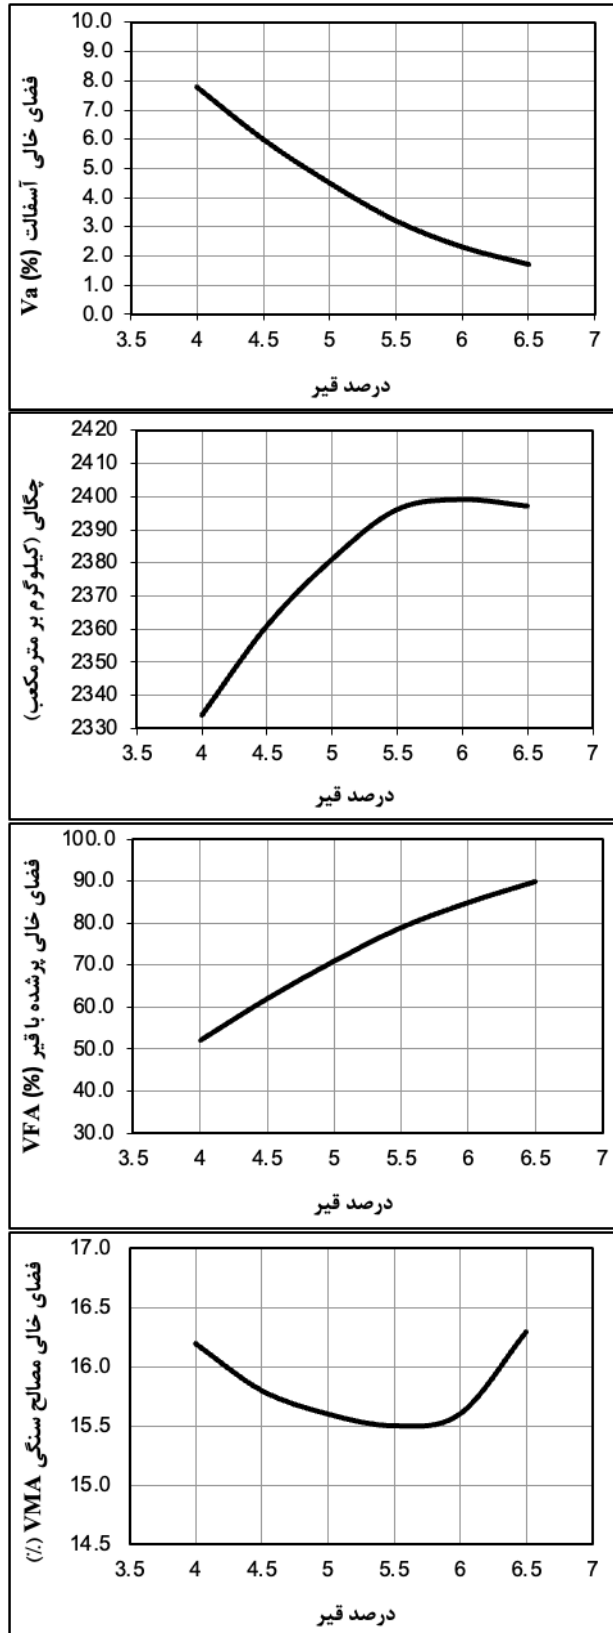 فضای خالی آسفالت Va (%)
10.0
9.0
8.0
7.0
6.0
5.0
4.0
3.0
2.0
1.0
0.0
3.5 4 4.5 5 5.5 6 6.5 7
درصد قیر
چگالی (کیلوگرم بر مترمکعب)
2420
2410
2400
2390
2380
2370
2360
2350
2340
2330
3.5 4 4.5 5 5.5 6 6.5 7
درصد قیر
فضای خالی پرشده با قیر VFA (%)
100.0
90.0
80.0
70.0
60.0
50.0
40.0
30.0
3.5 4 4.5 5 5.5 6 6.5 7
درصد قیر
فضای خالی مصالح سنگی VMA (٪)
17.0
16.5
16.0
15.5
15.0
14.5
3.5 4 4.5 5 5.5 6 6.5 7
درصد قیر